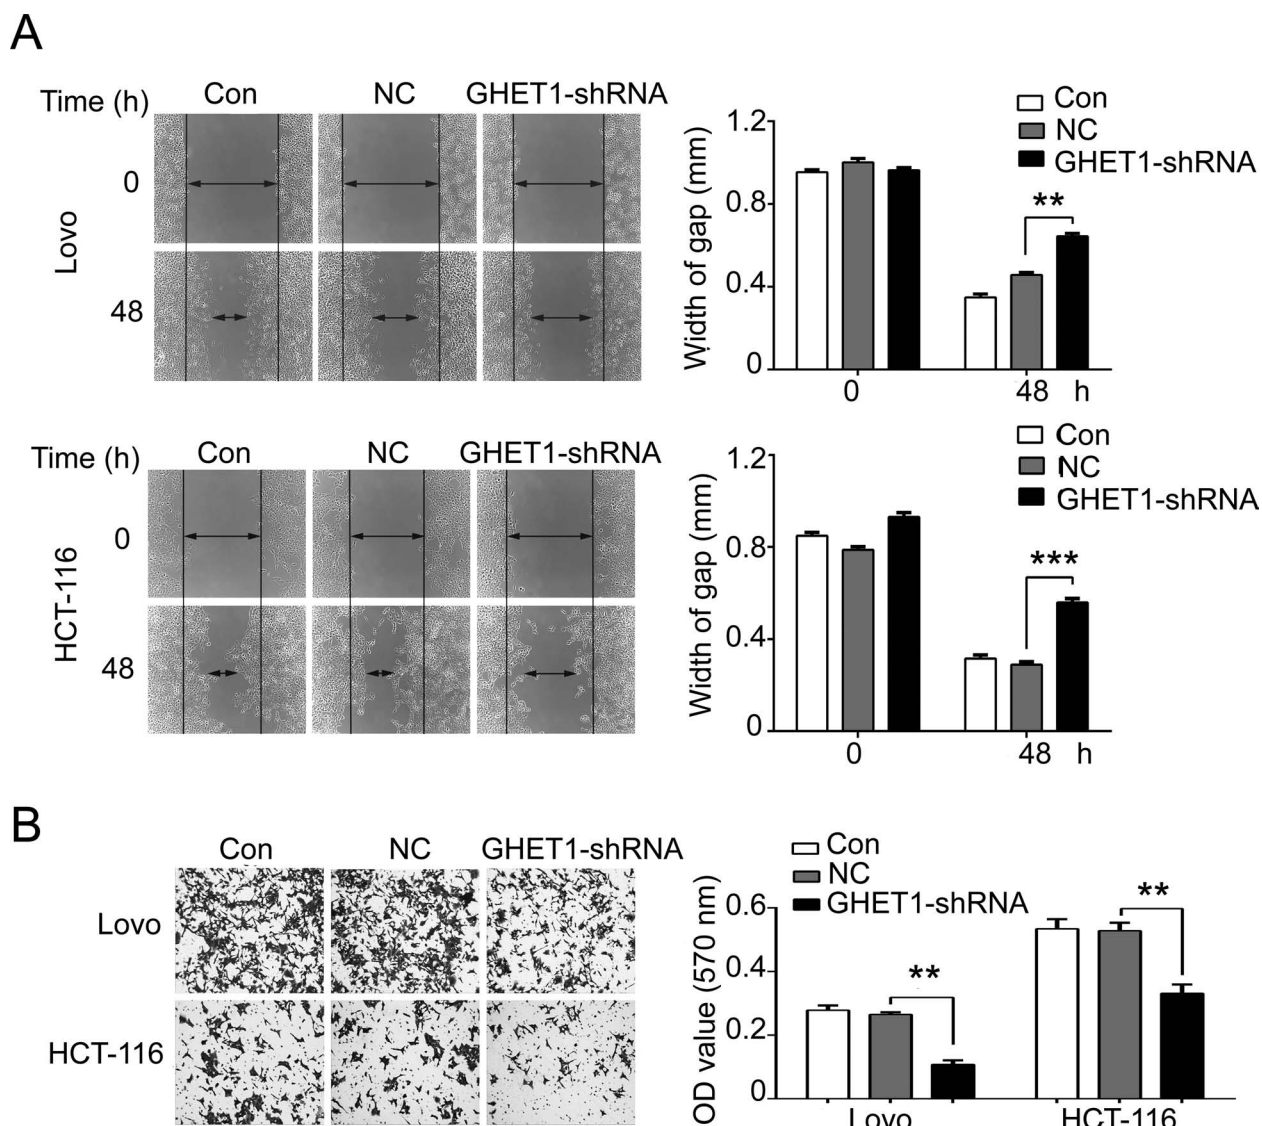 A
Time (h)
Con
NC
GHET1-shRNA
0
48
Lovo
Con
NC
GHET1-shRNA
Width of gap (mm)
1.2
0.8
0.4
0
**
0
48
h
Time (h)
Con
NC
GHET1-shRNA
0
48
HCT-116
Con
NC
GHET1-shRNA
Width of gap (mm)
1.2
0.8
0.4
0
***
0
48
h
B
Con
NC
GHET1-shRNA
Lovo
HCT-116
Con
NC
GHET1-shRNA
OD value (570 nm)
0.6
0.4
0.2
0
**
**
Lovo
HCT-116